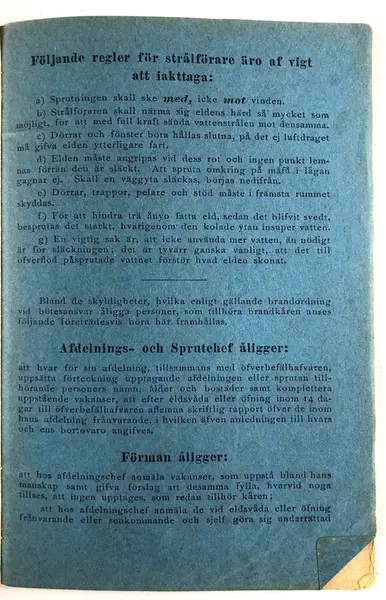 Följande regler för strålförare äro af vigt
att iakttaga:
a) Sprutningen skall ske med, icke mot vinden.
b) Strålföraren skall närma sig eldens härd så mycket som
möjligt, för att med full kraft sända vattenstrålen mot densamna.
c) Dörrar och fönster böra hållas slutna, på det ej luftdraget
må gifva elden ytterligare fart.
d) Elden måste angripas vid dess rot och ingen punkt lem-
nas förrän den är släckt. Att spruta omkring på måfå i lågan
gagnar ej. Skall en väggyta släckas, börjas nedifrån.
e) Dörrar, trappor, pelare och stöd måste i främsta rummet
skyddas.
f) För att hindra trä ånyo fatta eld, sedan det blifvit svedt,
besprutas det starkt, hvarigenom den kolade ytan insuper vatten.
g) En vigtig sak är, att icke använda mer vatten, än nödigt
är för släckningen; det är tyvärr ganska vanligt, att det till
öfverflöd påsprutade vattnet förstör hvad elden skonat.
Bland de skyldigheter, hvilka enligt gällande brandordning
vid bötesansvar åligga personer, som tillhöra brandkåren anses
följande företrädesvis böra här framhållas.
Afdelnings- och Sprutchef åligger:
att hvar för sin afdelning, tillsammans med öfverbefälhafvaren,
uppsätta förteckning upptagande afdelningen eller sprutan till-
hörande personers namn, ålder och bostäder samt komplettera
uppstående vakanser, att efter eldsvåda eller öfning inom 14 da-
gar till öfverbefälhafvaren aflemna skriftlig rapport öfver de inom
hans afdelning frånvarande, i hvilken äfven anledningen till hvars
och ens bortovaro angifves.
Förman åligger:
att hos afdelningschef anmäla vakanser, som uppstå bland hans
manskap samt gifva förslag att desamma fylla, hvarvid noga
tillses, att ingen upptages, som redan tillhör kåren;
att hos afdelningschef anmäla de vid eldsvåda eller öfning
frånvarande eller senkommande och sjelf göra sig underrättad